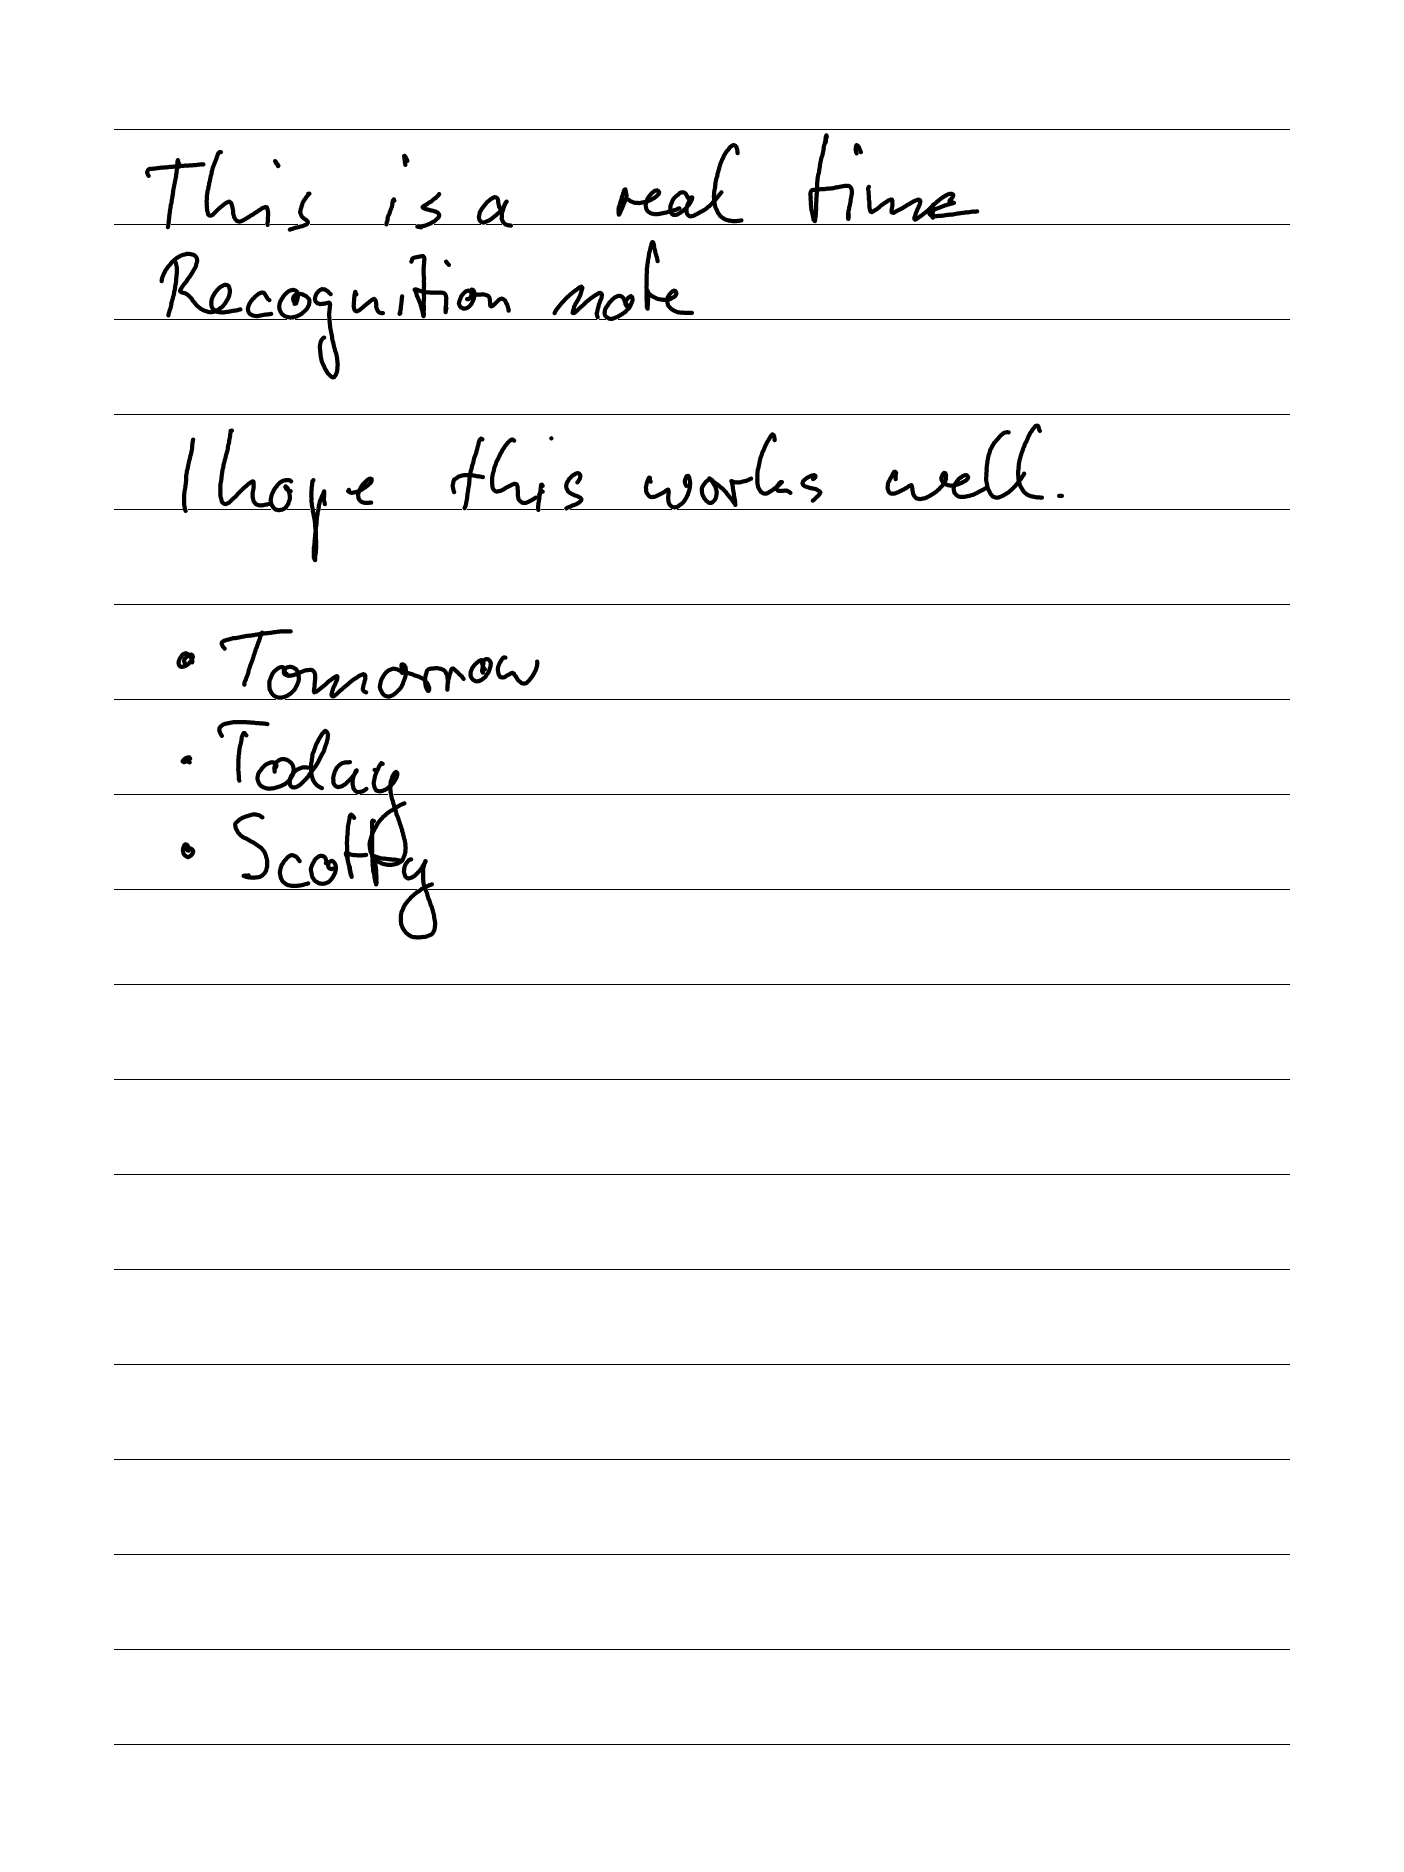 This is a real time
Recognition note
I hope this works well.
• Tomorrow
• Today
• Scotty